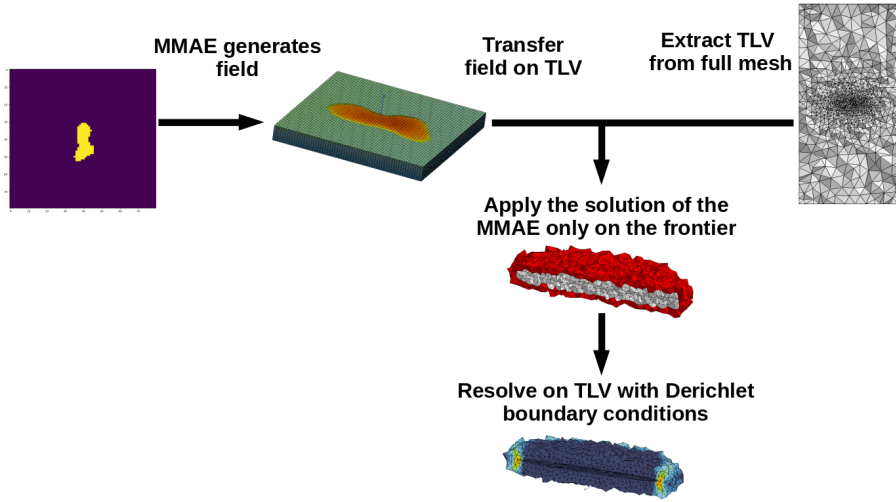 MMAE generates
field
Transfer
field on TLV
Extract TLV
from full mesh
Apply the solution of the
MMAE only on the frontier
Resolve on TLV with Derichlet
boundary conditions